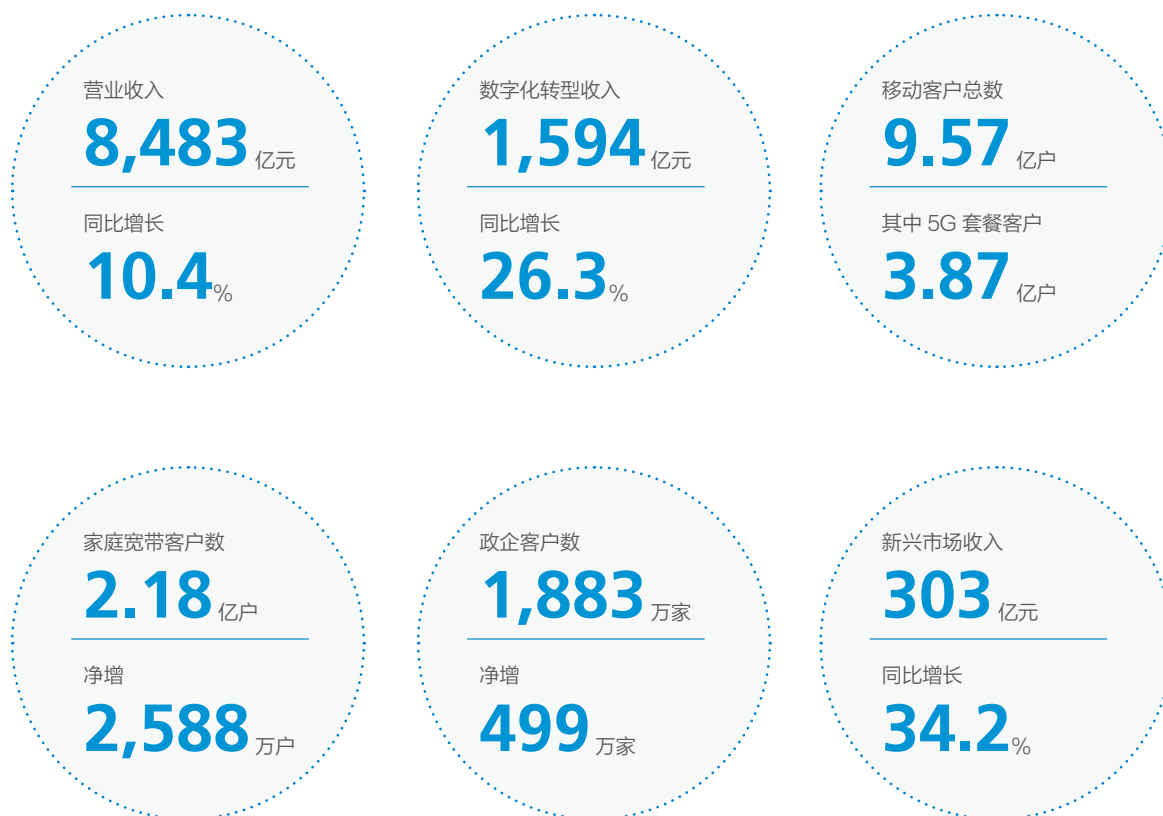 营业收入
8,483 亿元
同比增长
10.4%
数字化转型收入
1,594 亿元
同比增长
26.3%
移动客户总数
9.57 亿户
其中 5G 套餐客户
3.87 亿户
家庭宽带客户数
2.18 亿户
净增
2,588 万户
政企客户数
1,883 万家
净增
499 万家
新兴市场收入
303 亿元
同比增长
34.2%